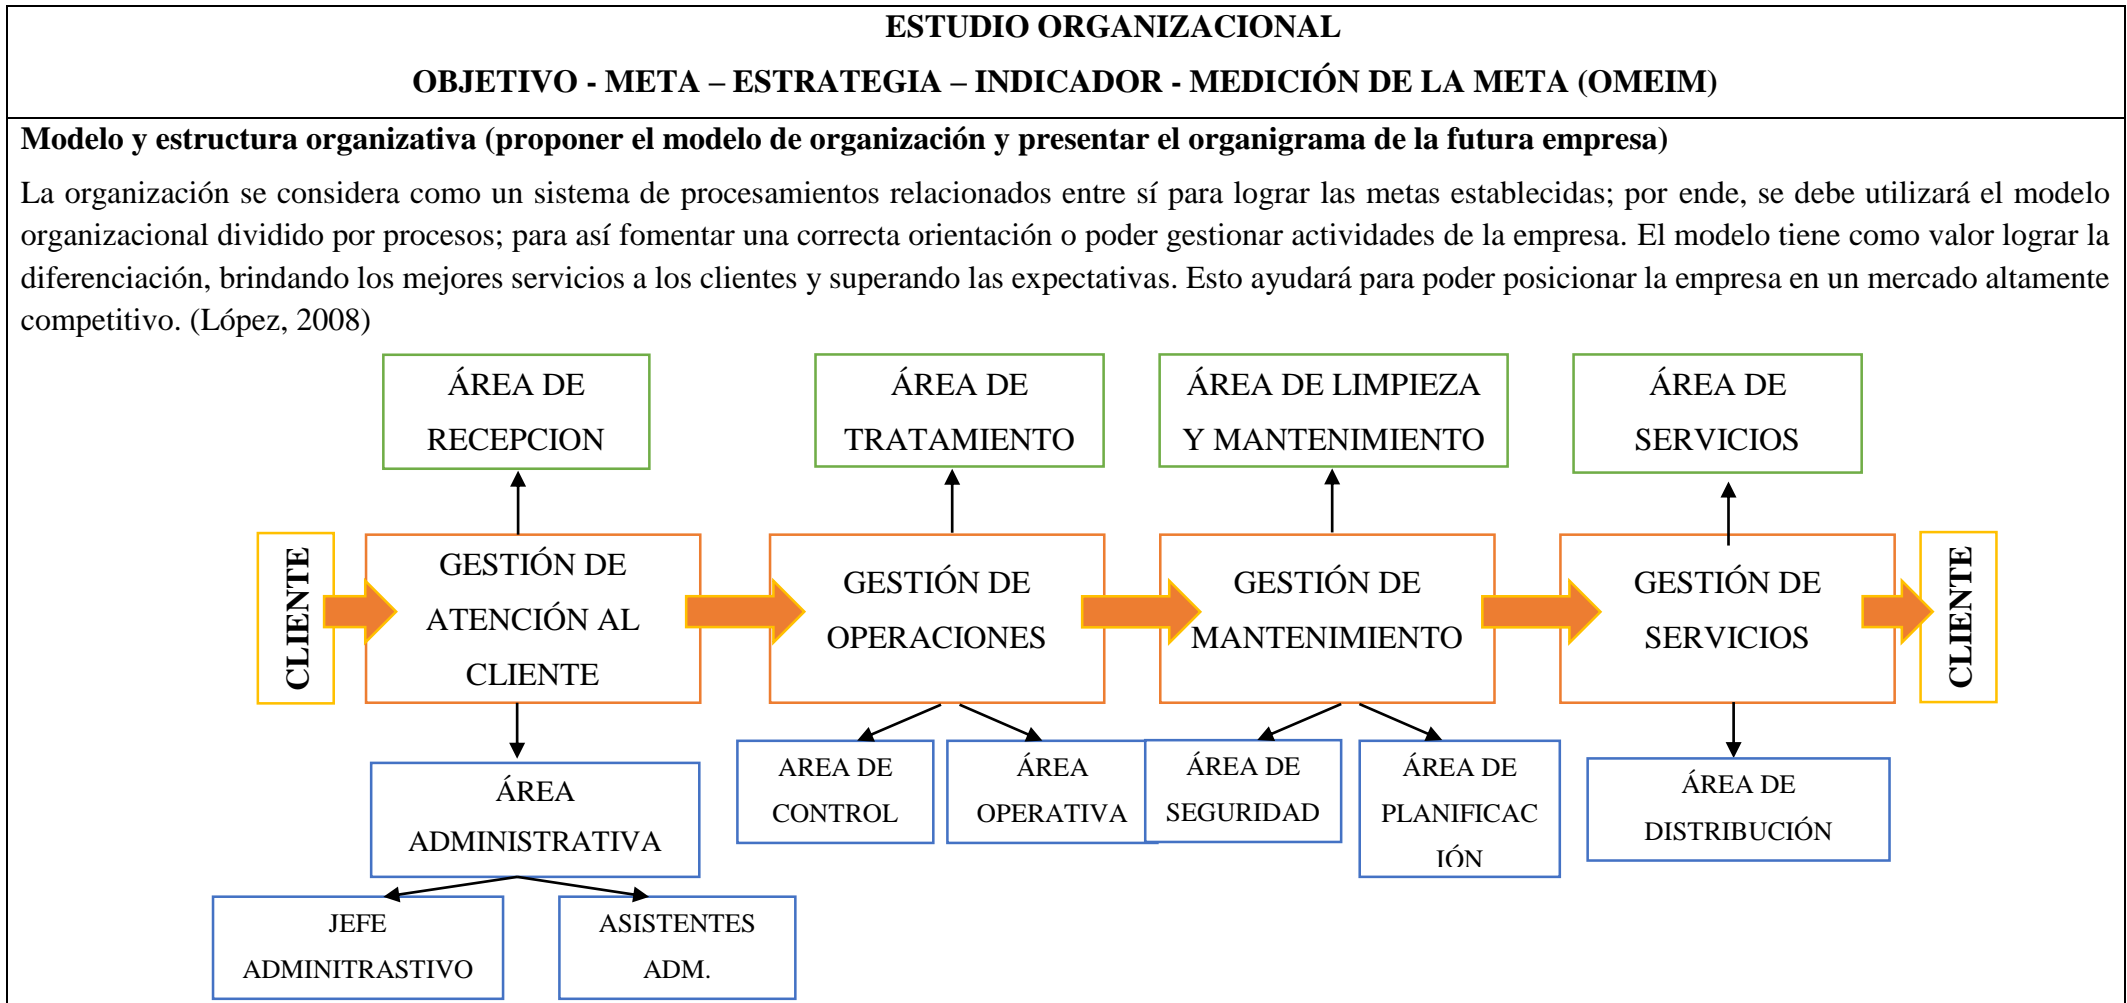 ESTUDIO ORGANIZACIONAL
OBJETIVO - META – ESTRATEGIA – INDICADOR - MEDICIÓN DE LA META (OMEIM)
Modelo y estructura organizativa (proponer el modelo de organización y presentar el organigrama de la futura empresa)
La organización se considera como un sistema de procesamientos relacionados entre sí para lograr las metas establecidas; por ende, se debe utilizará el modelo
organizacional dividido por procesos; para así fomentar una correcta orientación o poder gestionar actividades de la empresa. El modelo tiene como valor lograr la
diferenciación, brindando los mejores servicios a los clientes y superando las expectativas. Esto ayudará para poder posicionar la empresa en un mercado altamente
competitivo. (López, 2008)
ÁREA DE
RECEPCION
ÁREA DE
TRATAMIENTO
ÁREA DE LIMPIEZA
Y MANTENIMIENTO
ÁREA DE
SERVICIOS
CLIENTE
GESTIÓN DE
ATENCIÓN AL
CLIENTE
GESTIÓN DE
OPERACIONES
GESTIÓN DE
MANTENIMIENTO
GESTIÓN DE
SERVICIOS
CLIENTE
ÁREA
ADMINISTRATIVA
AREA DE
CONTROL
ÁREA
OPERATIVA
ÁREA DE
SEGURIDAD
ÁREA DE
PLANIFICAC
IÓN
ÁREA DE
DISTRIBUCIÓN
JEFE
ADMINITRASTIVO
ASISTENTES
ADM.